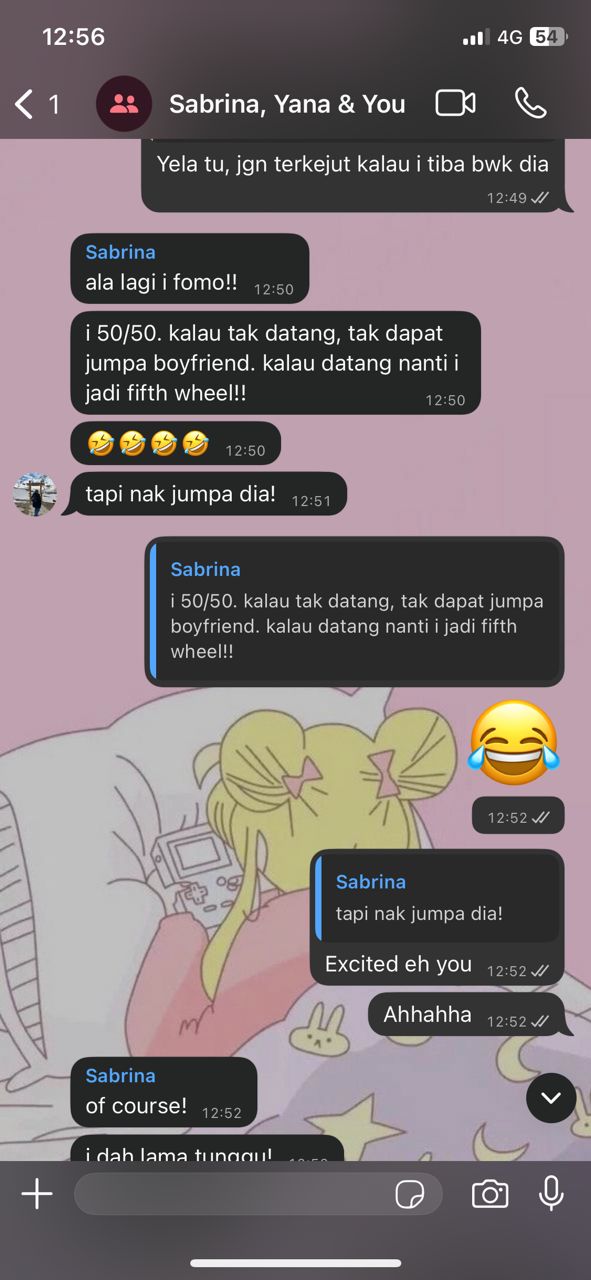 12:56
4G
54
1
Sabrina, Yana & You
Yela tu, jgn terkejut kalau i tiba bwk dia
12:49
Sabrina
ala lagi i fomo!!
12:50
i 50/50. kalau tak datang, tak dapat
jumpa boyfriend. kalau datang nanti i
jadi fifth wheel!!
12:50
🤣🤣🤣🤣
12:50
tapi nak jumpa dia!
12:51
Sabrina
i 50/50. kalau tak datang, tak dapat jumpa
boyfriend. kalau datang nanti i jadi fifth
wheel!!
😂
12:52
Sabrina
tapi nak jumpa dia!
Excited eh you
12:52
Ahhahha
12:52
Sabrina
of course!
12:52
i dah lama tunggu!